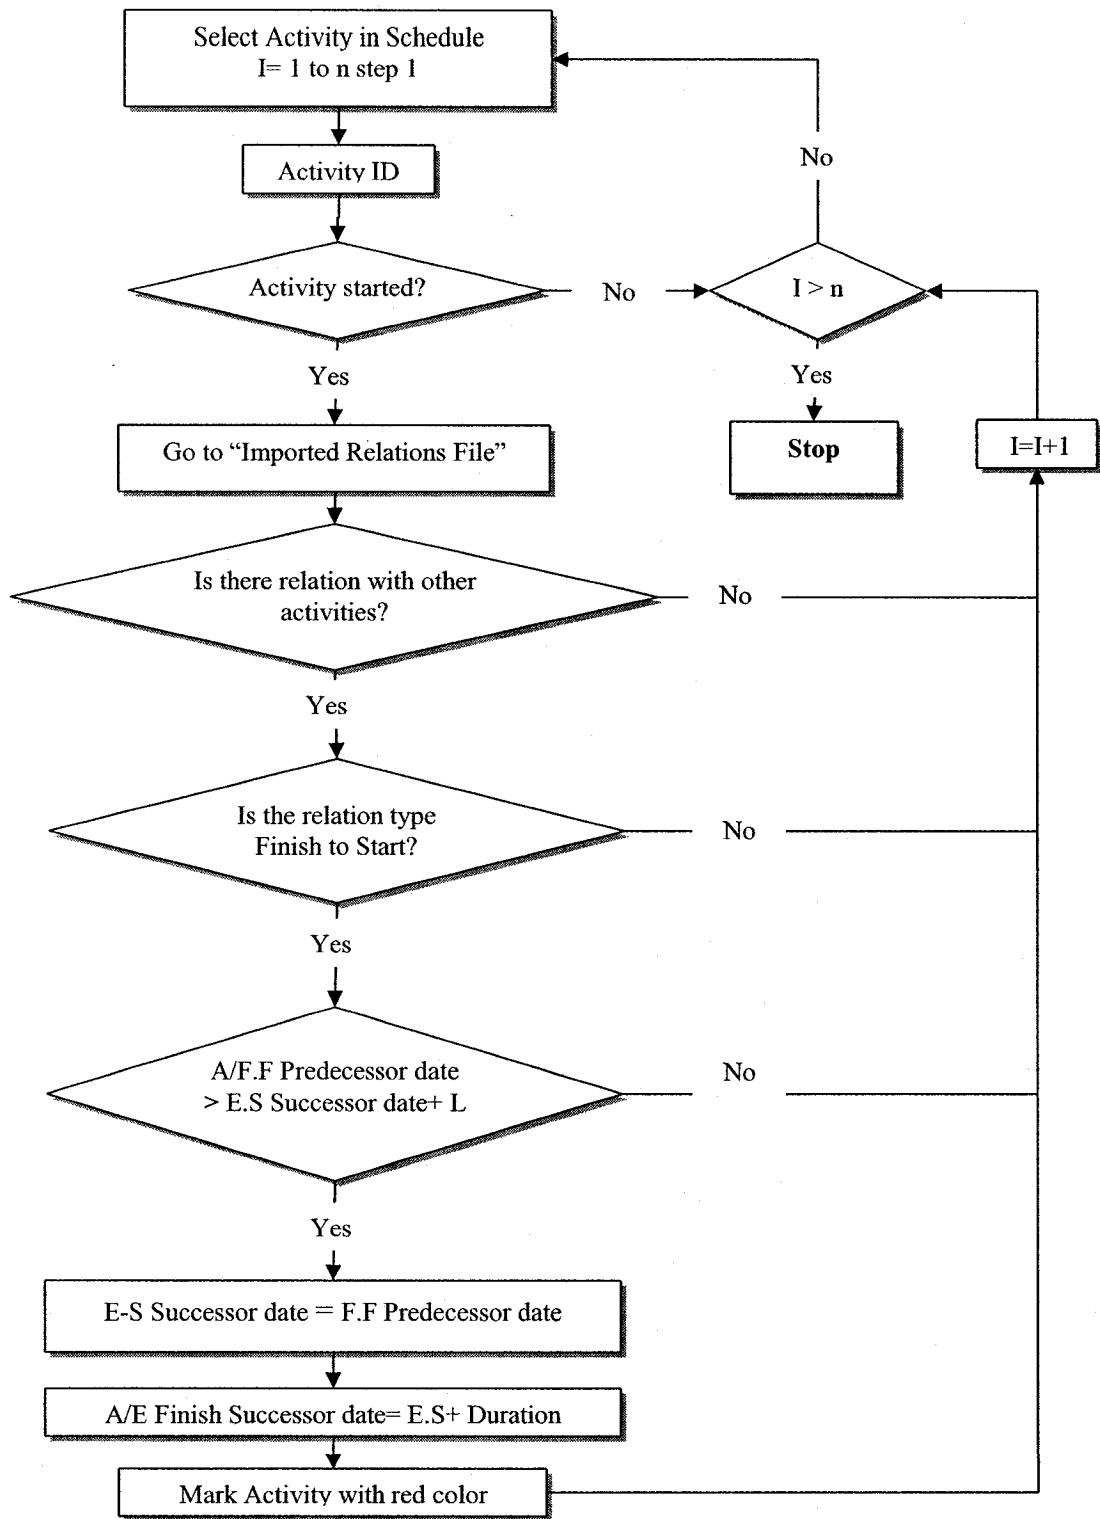 Select Activity in Schedule
I= 1 to n step 1
No
Activity ID
Activity started?
No
I > n
Yes
Yes
Go to “Imported Relations File”
Stop
I=I+1
Is there relation with other
activities?
No
Yes
Is the relation type
Finish to Start?
No
Yes
A/F.F Predecessor date
> E.S Successor date+ L
No
Yes
E-S Successor date = F.F Predecessor date
A/E Finish Successor date= E.S+ Duration
Mark Activity with red color